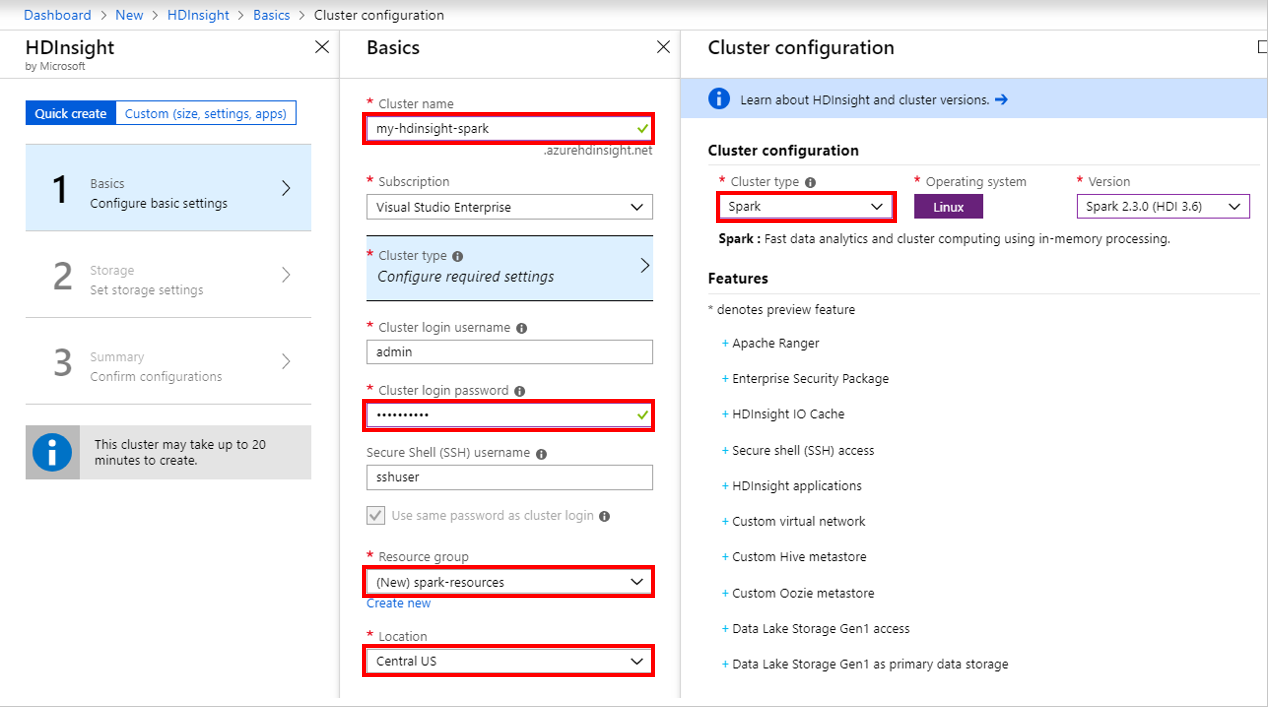 Dashboard > New > HDInsight > Basics > Cluster configuration
HDInsight
by Microsoft
Quick create
Custom (size, settings, apps)
1
Basics
Configure basic settings
2
Storage
Set storage settings
3
Summary
Confirm configurations
This cluster may take up to 20
minutes to create.
Basics
* Cluster name
my-hdinsight-spark
.azurehdinsight.net
* Subscription
Visual Studio Enterprise
* Cluster type
Configure required settings
* Cluster login username
admin
* Cluster login password
••••••••••
Secure Shell (SSH) username
sshuser
Use same password as cluster login
* Resource group
(New) spark-resources
Create new
* Location
Central US
Cluster configuration
Learn about HDInsight and cluster versions.
Cluster configuration
* Cluster type
Spark
* Operating system
Linux
* Version
Spark 2.3.0 (HDI 3.6)
Spark : Fast data analytics and cluster computing using in-memory processing.
Features
* denotes preview feature
+ Apache Ranger
+ Enterprise Security Package
+ HDInsight IO Cache
+ Secure shell (SSH) access
+ HDInsight applications
+ Custom virtual network
+ Custom Hive metastore
+ Custom Oozie metastore
+ Data Lake Storage Gen1 access
+ Data Lake Storage Gen1 as primary data storage